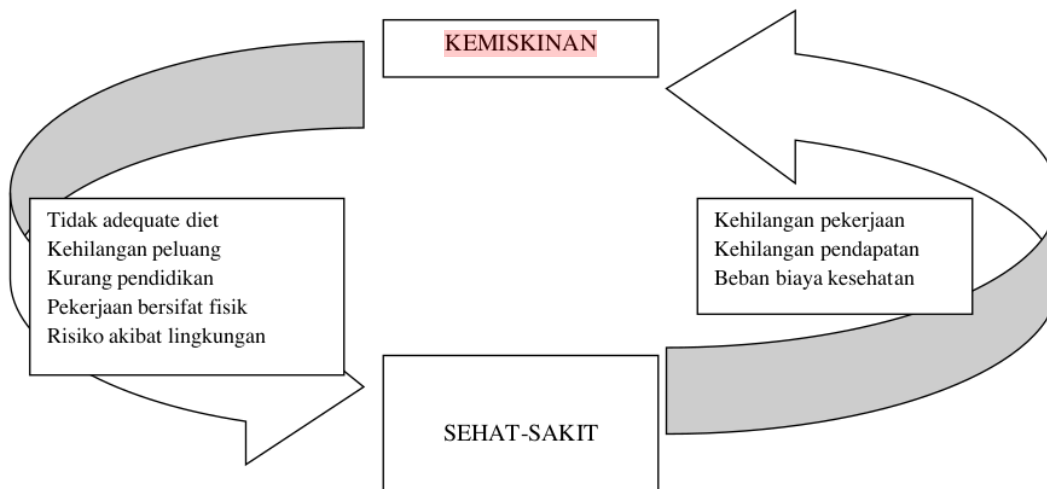 KEMISKINAN
Tidak adequate diet
Kehilangan peluang
Kurang pendidikan
Pekerjaan bersifat fisik
Risiko akibat lingkungan
Kehilangan pekerjaan
Kehilangan pendapatan
Beban biaya kesehatan
SEHAT-SAKIT